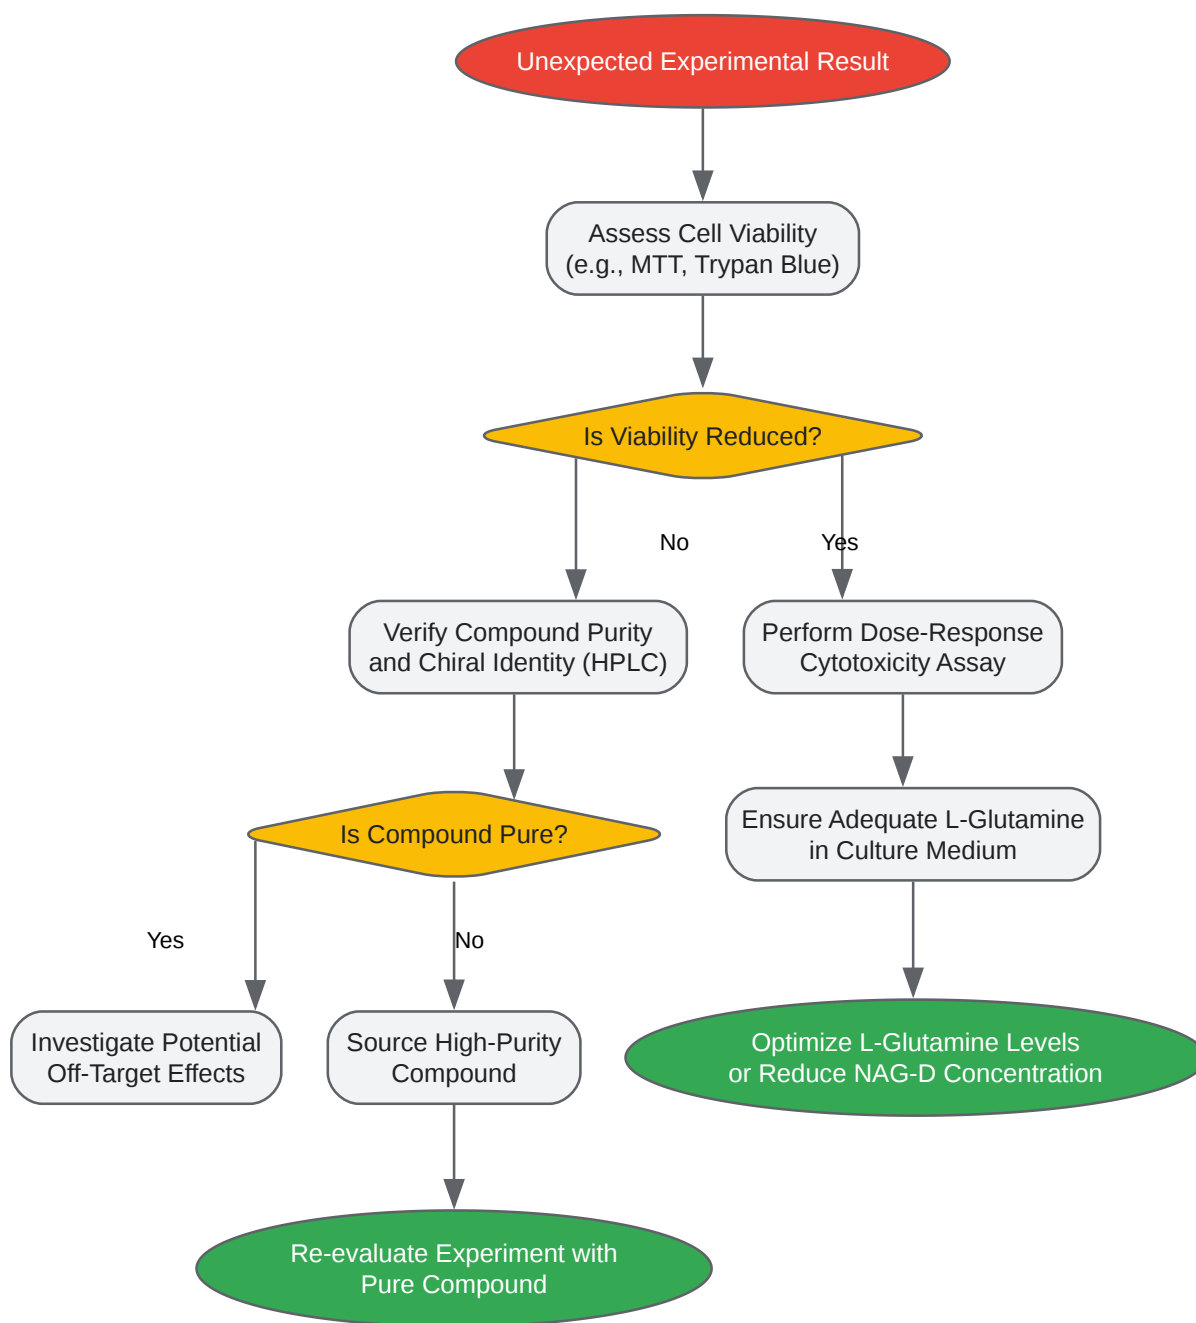 Unexpected Experimental Result
Assess Cell Viability
(e.g., MTT, Trypan Blue)
Is Viability Reduced?
No
Yes
Verify Compound Purity
and Chiral Identity (HPLC)
Perform Dose-Response
Cytotoxicity Assay
Is Compound Pure?
Ensure Adequate L-Glutamine
in Culture Medium
Yes
No
Investigate Potential
Off-Target Effects
Source High-Purity
Compound
Optimize L-Glutamine Levels
or Reduce NAG-D Concentration
Re-evaluate Experiment with
Pure Compound